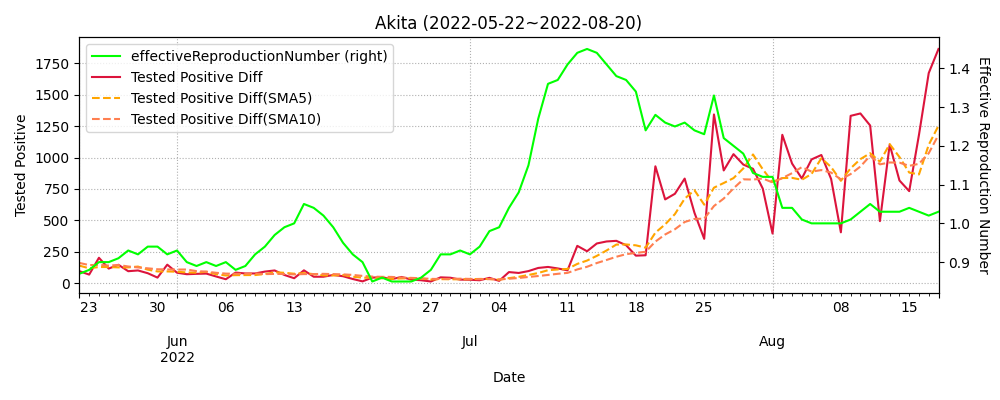 Akita (2022-05-22~2022-08-20)
effectiveReproductionNumber (right)
Tested Positive Diff
Tested Positive Diff(SMA5)
Tested Positive Diff(SMA10)
Tested Positive
1750
1500
1250
1000
750
500
250
0
Effective Reproduction Number
1.4
1.3
1.2
1.1
1.0
0.9
23 30 06 13 20 27 04 11 18 25 08 15
Jun Jul Aug
2022
Date